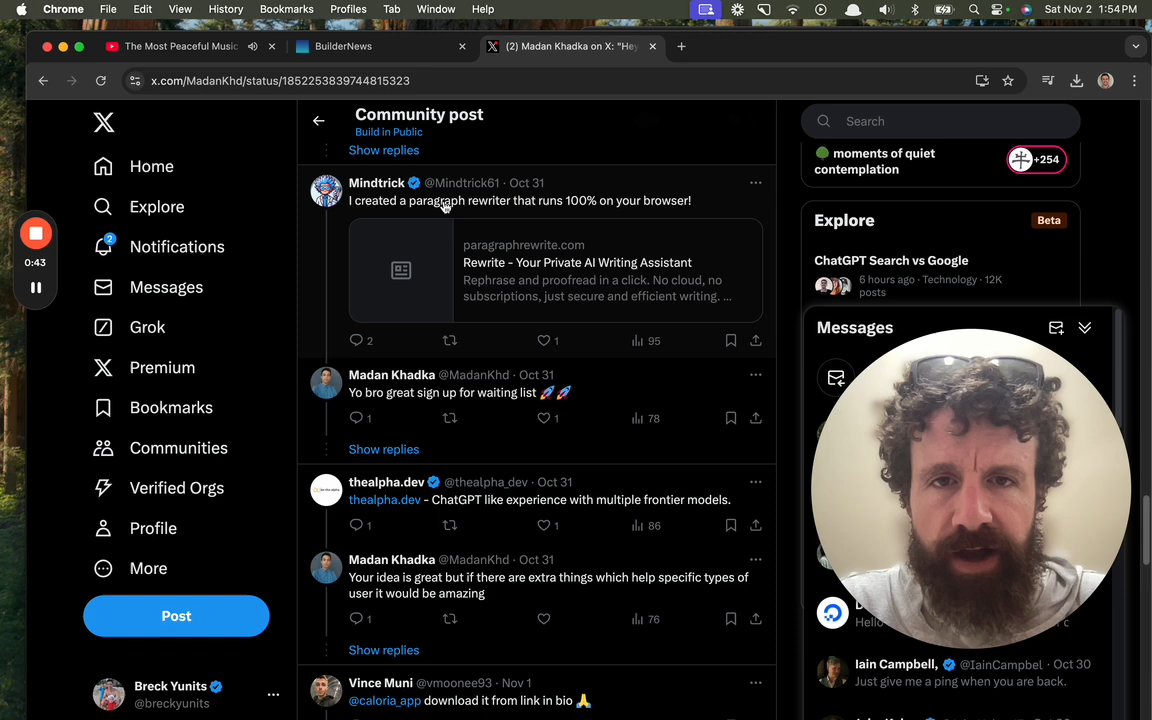 Chrome File Edit View History Bookmarks Profiles Tab Window Help
Sat Nov 2 1:54 PM
The Most Peaceful Music
BuilderNews
(2) Madan Khadka on X: "Hey
x.com/MadanKhd/status/1852253839744815323
0:43
Home
Explore
2
Notifications
Messages
Grok
Premium
Bookmarks
Communities
Verified Orgs
Profile
More
Post
Breck Yunits
@breckyunits
Community post
Build in Public
Show replies
Mindtrick @Mindtrick61 · Oct 31
I created a paragraph rewriter that runs 100% on your browser!
paragraphrewrite.com
Rewrite - Your Private AI Writing Assistant
Rephrase and proofread in a click. No cloud, no
subscriptions, just secure and efficient writing. ...
2 1 95
Madan Khadka @MadanKhd · Oct 31
Yo bro great sign up for waiting list 🚀🚀
1 1 78
Show replies
thealpha.dev @thealpha_dev · Oct 31
thealpha.dev - ChatGPT like experience with multiple frontier models.
1 1 86
Madan Khadka @MadanKhd · Oct 31
Your idea is great but if there are extra things which help specific types of
user it would be amazing
1 76
Show replies
Vince Muni @vmoonee93 · Nov 1
@caloria_app download it from link in bio 🙏
Search
🌳 moments of quiet
contemplation
+254
Explore
Beta
ChatGPT Search vs Google
6 hours ago · Technology · 12K
posts
Messages
Hello
Iain Campbell, @IainCampbel · Oct 30
Just give me a ping when you are back.